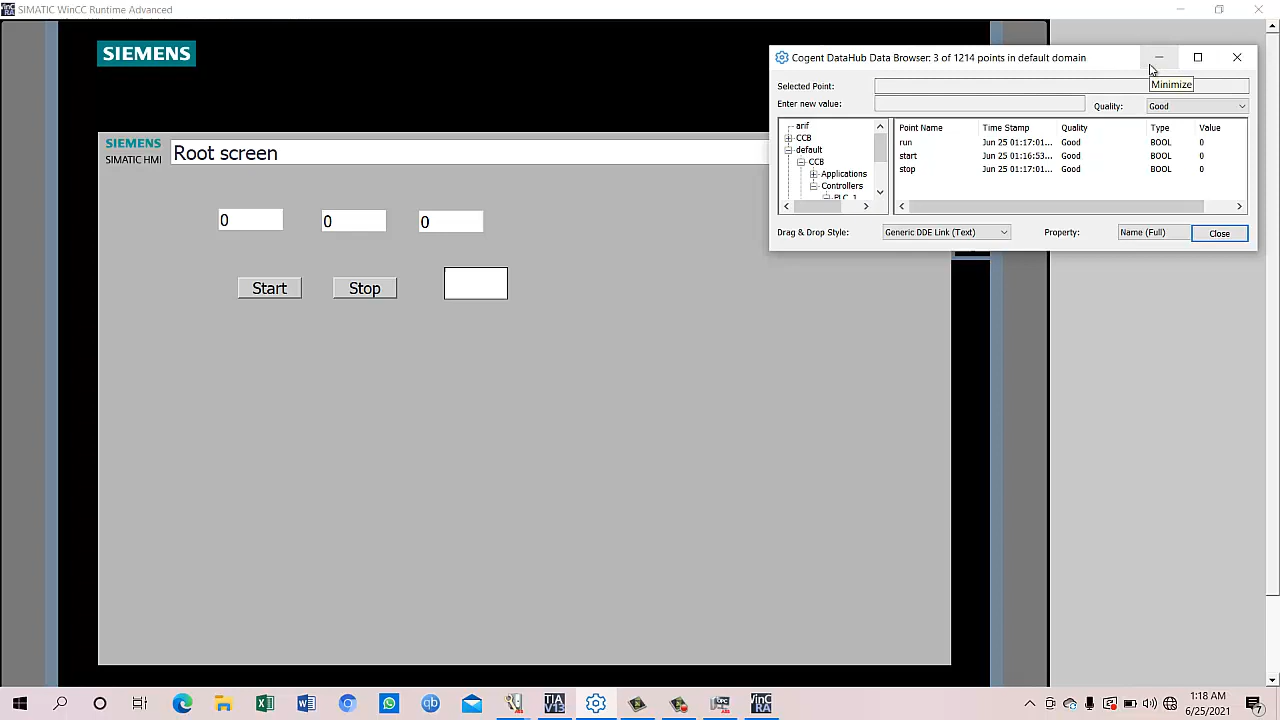 SIMATIC WinCC Runtime Advanced
SIEMENS
Cogent DataHub Data Browser: 3 of 1214 points in default domain
Minimize
Selected Point:
Enter new value:
Quality: Good
arif
CCB
default
CCB
Applications
Controllers
PLC_1
Point Name Time Stamp Quality Type Value
run Jun 25 01:17:01... Good BOOL 0
start Jun 25 01:16:53... Good BOOL 0
stop Jun 25 01:17:01... Good BOOL 0
Drag & Drop Style: Generic DDE Link (Text) Property: Name (Full) Close
SIEMENS
SIMATIC HMI
Root screen
0 0 0
Start Stop
1:18 AM
6/25/2021